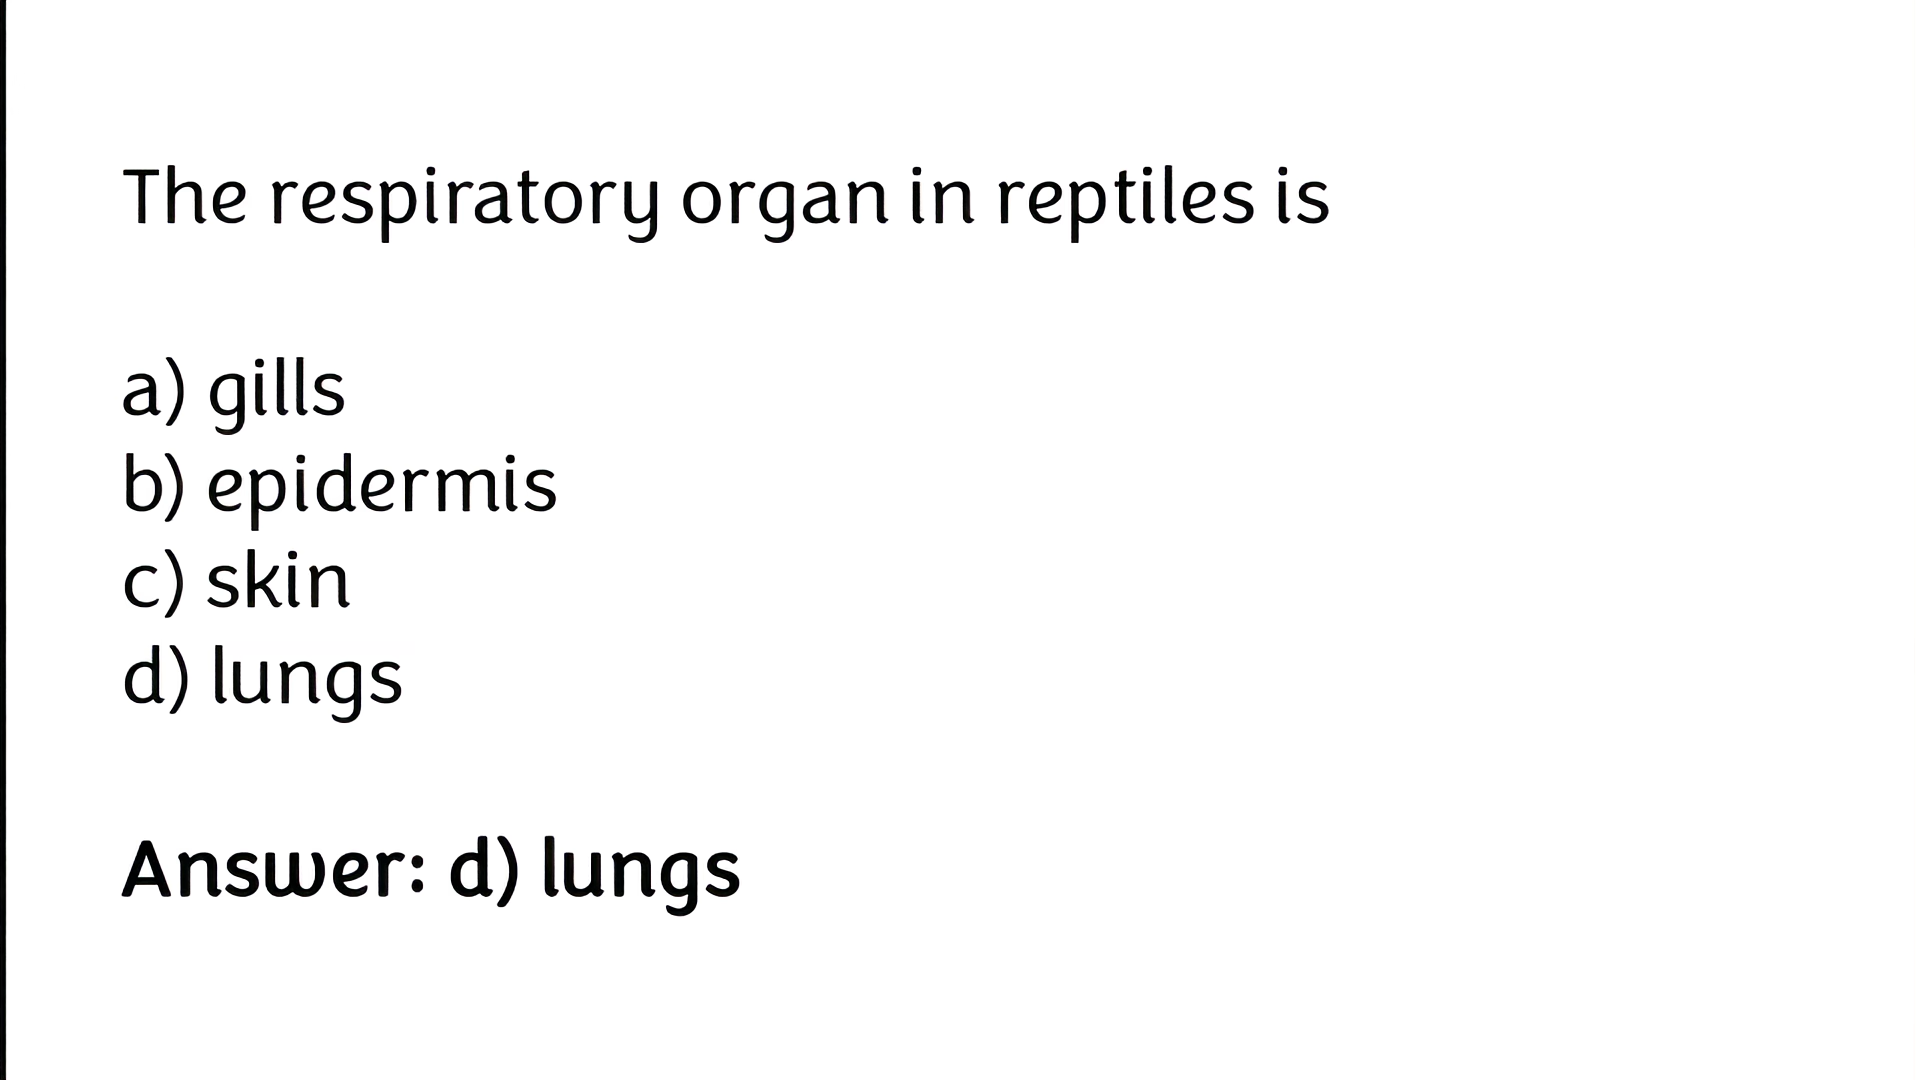 The respiratory organ in reptiles is
a) gills
b) epidermis
c) skin
d) lungs
Answer: d) lungs